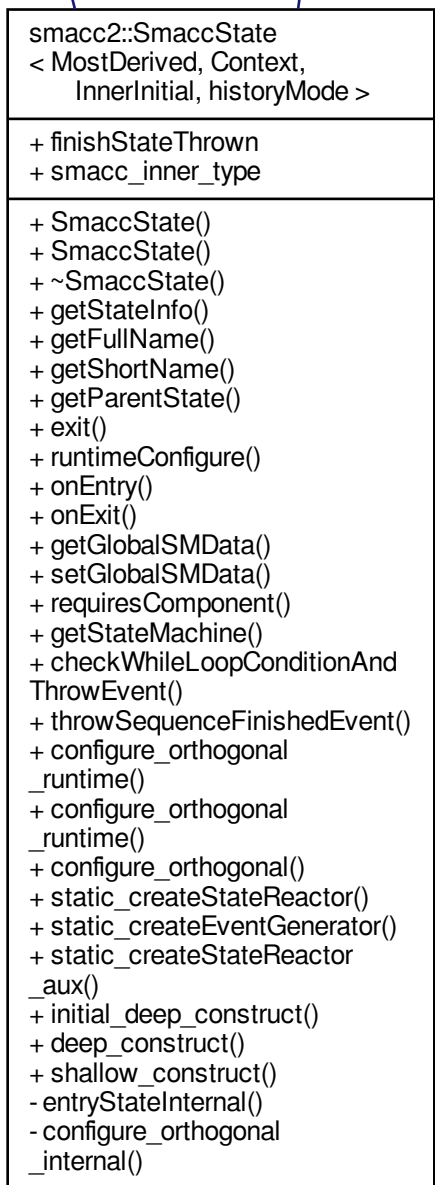 smacc2::SmaccState
< MostDerived, Context,
InnerInitial, historyMode >
+ finishStateThrown
+ smacc_inner_type
+ SmaccState()
+ SmaccState()
+ ~SmaccState()
+ getStateInfo()
+ getFullName()
+ getShortName()
+ getParentState()
+ exit()
+ runtimeConfigure()
+ onEntry()
+ onExit()
+ getGlobalSMData()
+ setGlobalSMData()
+ requiresComponent()
+ getStateMachine()
+ checkWhileLoopConditionAnd
ThrowEvent()
+ throwSequenceFinishedEvent()
+ configure_orthogonal
_runtime()
+ configure_orthogonal
_runtime()
+ configure_orthogonal()
+ static_createStateReactor()
+ static_createEventGenerator()
+ static_createStateReactor
_aux()
+ initial_deep_construct()
+ deep_construct()
+ shallow_construct()
- entryStateInternal()
- configure_orthogonal
_internal()